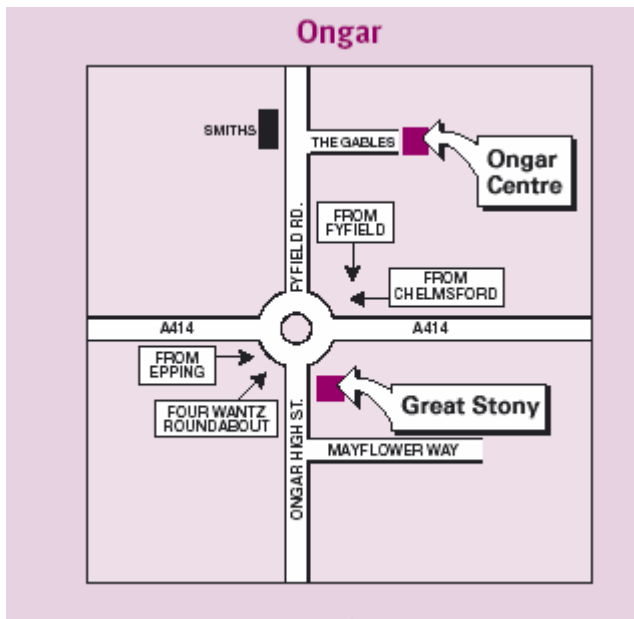 Ongar
SMITHS
THE GABLES
Ongar
Centre
FYFIELD RD.
FROM
FYFIELD
FROM
CHELMSFORD
A414
A414
FROM
EPPING
FOUR WANTZ
ROUNDABOUT
Great Stony
ONGAR HIGH ST.
MAYFLOWER WAY